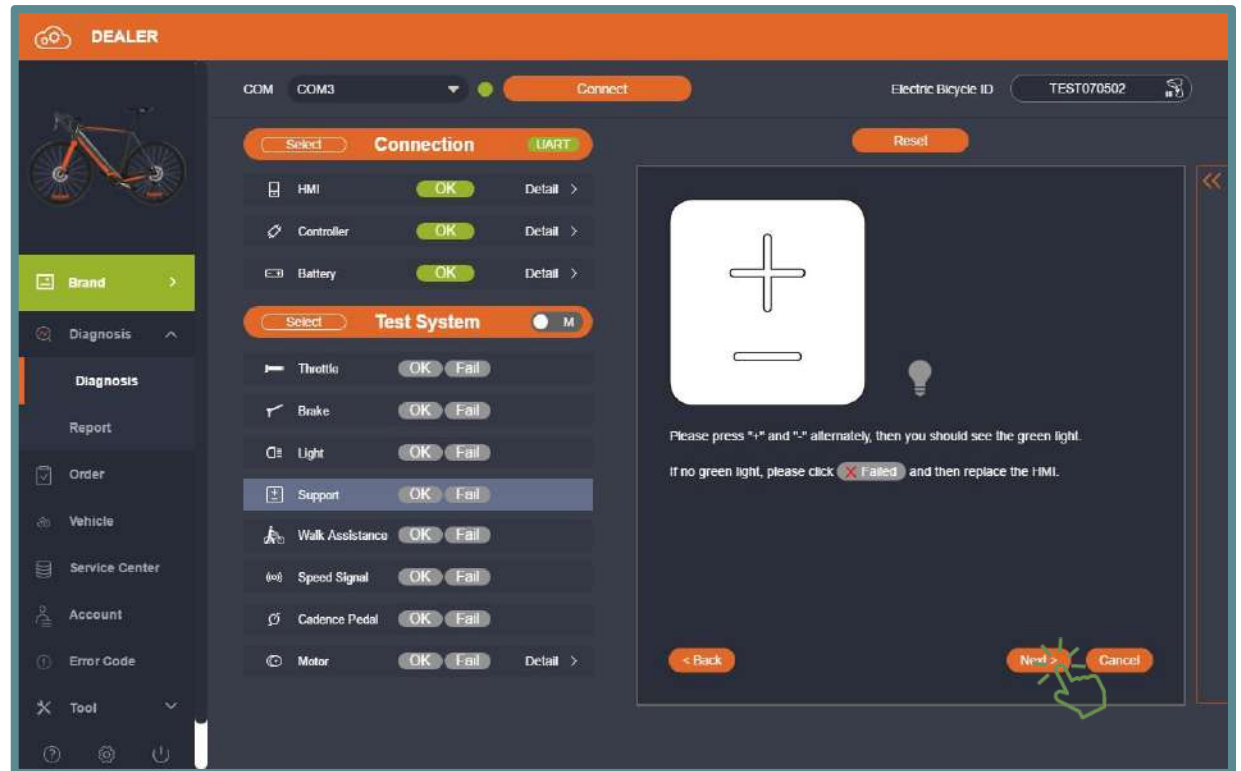 DEALER
COM COM3 Connect Electric Bicycle ID TEST070502
Select Connection UART
Reset
HMI OK Detail >
Controller OK Detail >
Battery OK Detail >
Select Test System M
Throttle OK Fail
Brake OK Fail
Light OK Fail
Support OK Fail
Walk Assistance OK Fail
Speed Signal OK Fail
Cadence Pedal OK Fail
Motor OK Fail Detail >
Brand >
Diagnosis
Diagnosis
Report
Order
Vehicle
Service Center
Account
Error Code
Tool
Please press "+" and "-" alternately, then you should see the green light.
If no green light, please click X Failed and then replace the HMI.
< Back Next > Cancel